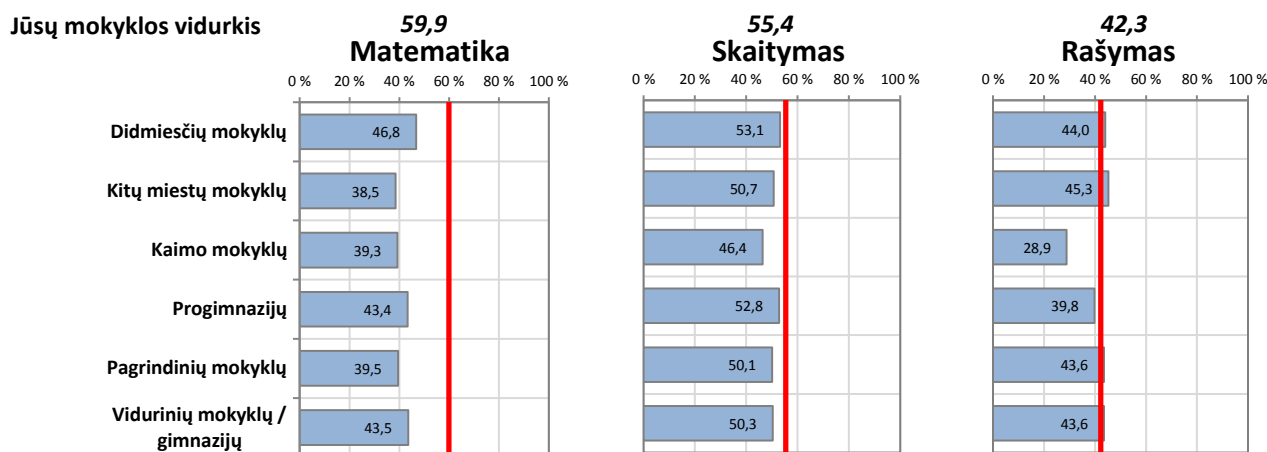 Jūsų mokyklos vidurkis 59,9 55,4 42,3
Matematika Skaitymas Rašymas
0 % 20 % 40 % 60 % 80 % 100 % 0 % 20 % 40 % 60 % 80 % 100 % 0 % 20 % 40 % 60 % 80 % 100 %
Didmiesčių mokyklų 46,8 53,1 44,0
Kitų miestų mokyklų 38,5 50,7 45,3
Kaimo mokyklų 39,3 46,4 28,9
Progimnazijų 43,4 52,8 39,8
Pagrindinių mokyklų 39,5 50,1 43,6
Vidurinių mokyklų /
gimnazijų 43,5 50,3 43,6